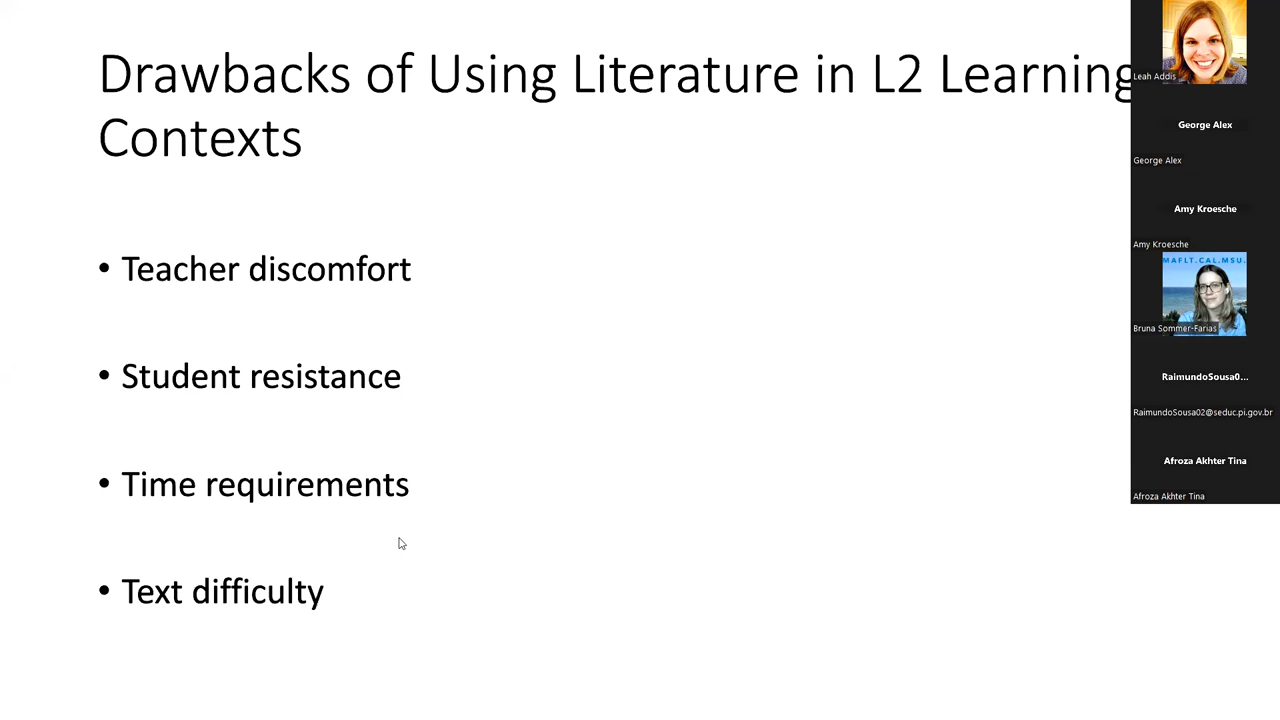 Drawbacks of Using Literature in L2 Learning
Contexts
• Teacher discomfort
• Student resistance
• Time requirements
• Text difficulty
Leah Addis
George Alex
George Alex
Amy Kroesche
Amy Kroesche
MAFLT.CAL.MSU.
Bruna Sommer-Farias
RaimundoSousa0...
RaimundoSousa02@seduc.pi.gov.br
Afroza Akhter Tina
Afroza Akhter Tina